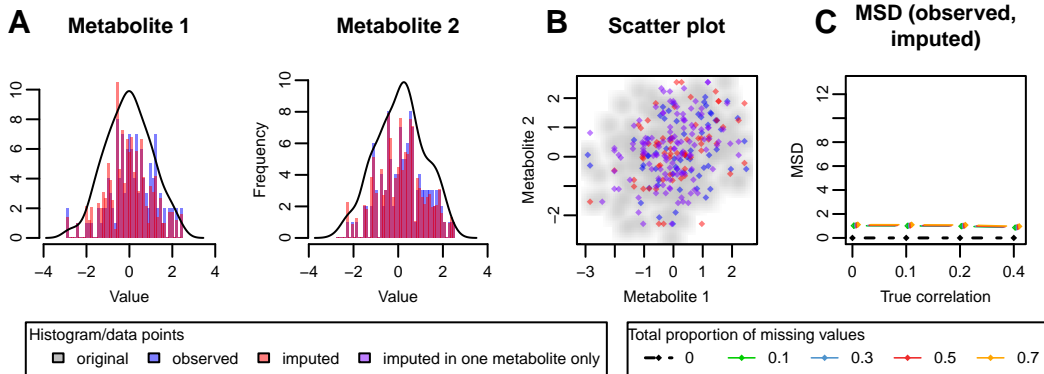 A
Metabolite 1
Metabolite 2
B
Scatter plot
C
MSD (observed,
imputed)
0 2 4 6 8 10
−4 −2 0 2 4
Value
Frequency
0 2 4 6 8 10
−4 −2 0 2 4
Value
Metabolite 2
−2 0 1 2
−3 −1 0 1 2
Metabolite 1
MSD
0 2 4 8 12
0 0.1 0.2 0.4
True correlation
Histogram/data points
original observed imputed imputed in one metabolite only
Total proportion of missing values
0 0.1 0.3 0.5 0.7